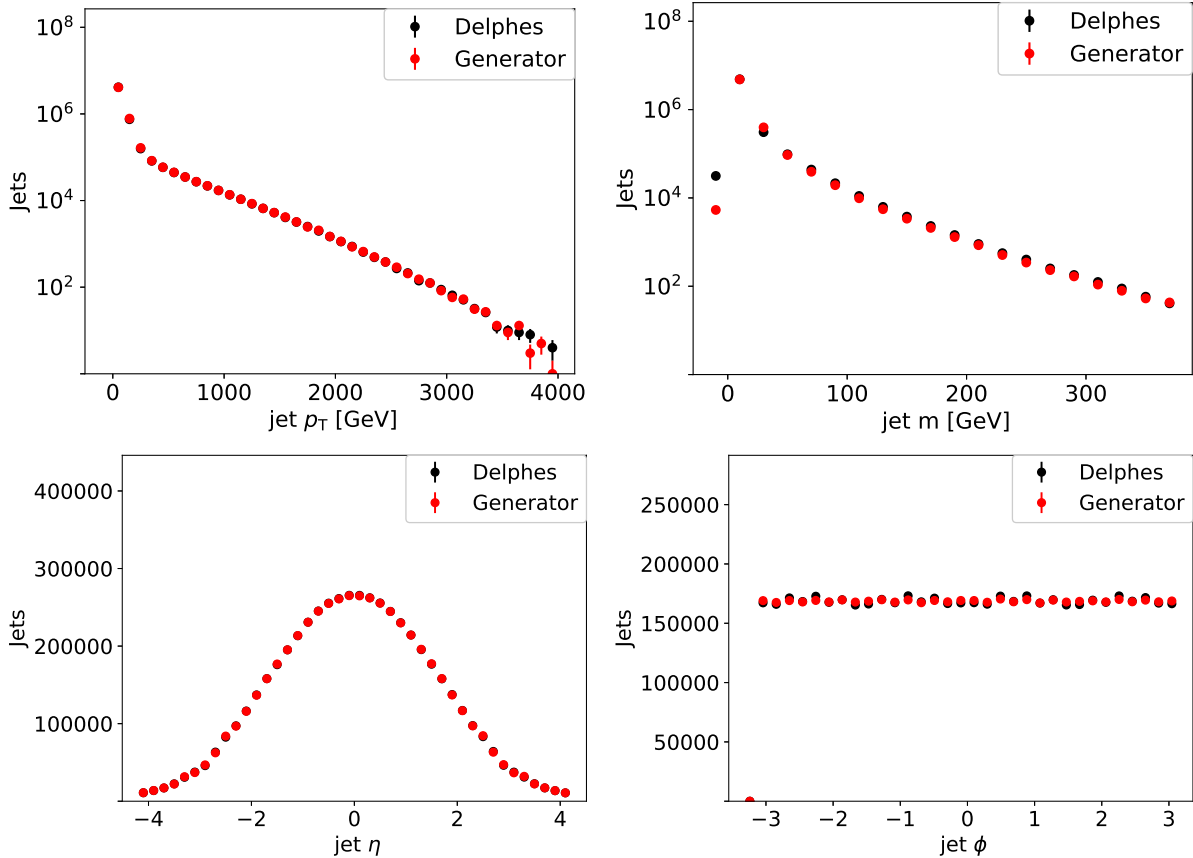 10⁸
10⁶
10⁴
10²
Jets
Delphes
Generator
0 1000 2000 3000 4000
jet p_T [GeV]
10⁸
10⁶
10⁴
10²
Jets
Delphes
Generator
0 100 200 300
jet m [GeV]
400000
300000
200000
100000
Jets
Delphes
Generator
−4 −2 0 2 4
jet η
250000
200000
150000
100000
50000
Jets
Delphes
Generator
−3 −2 −1 0 1 2 3
jet ϕ